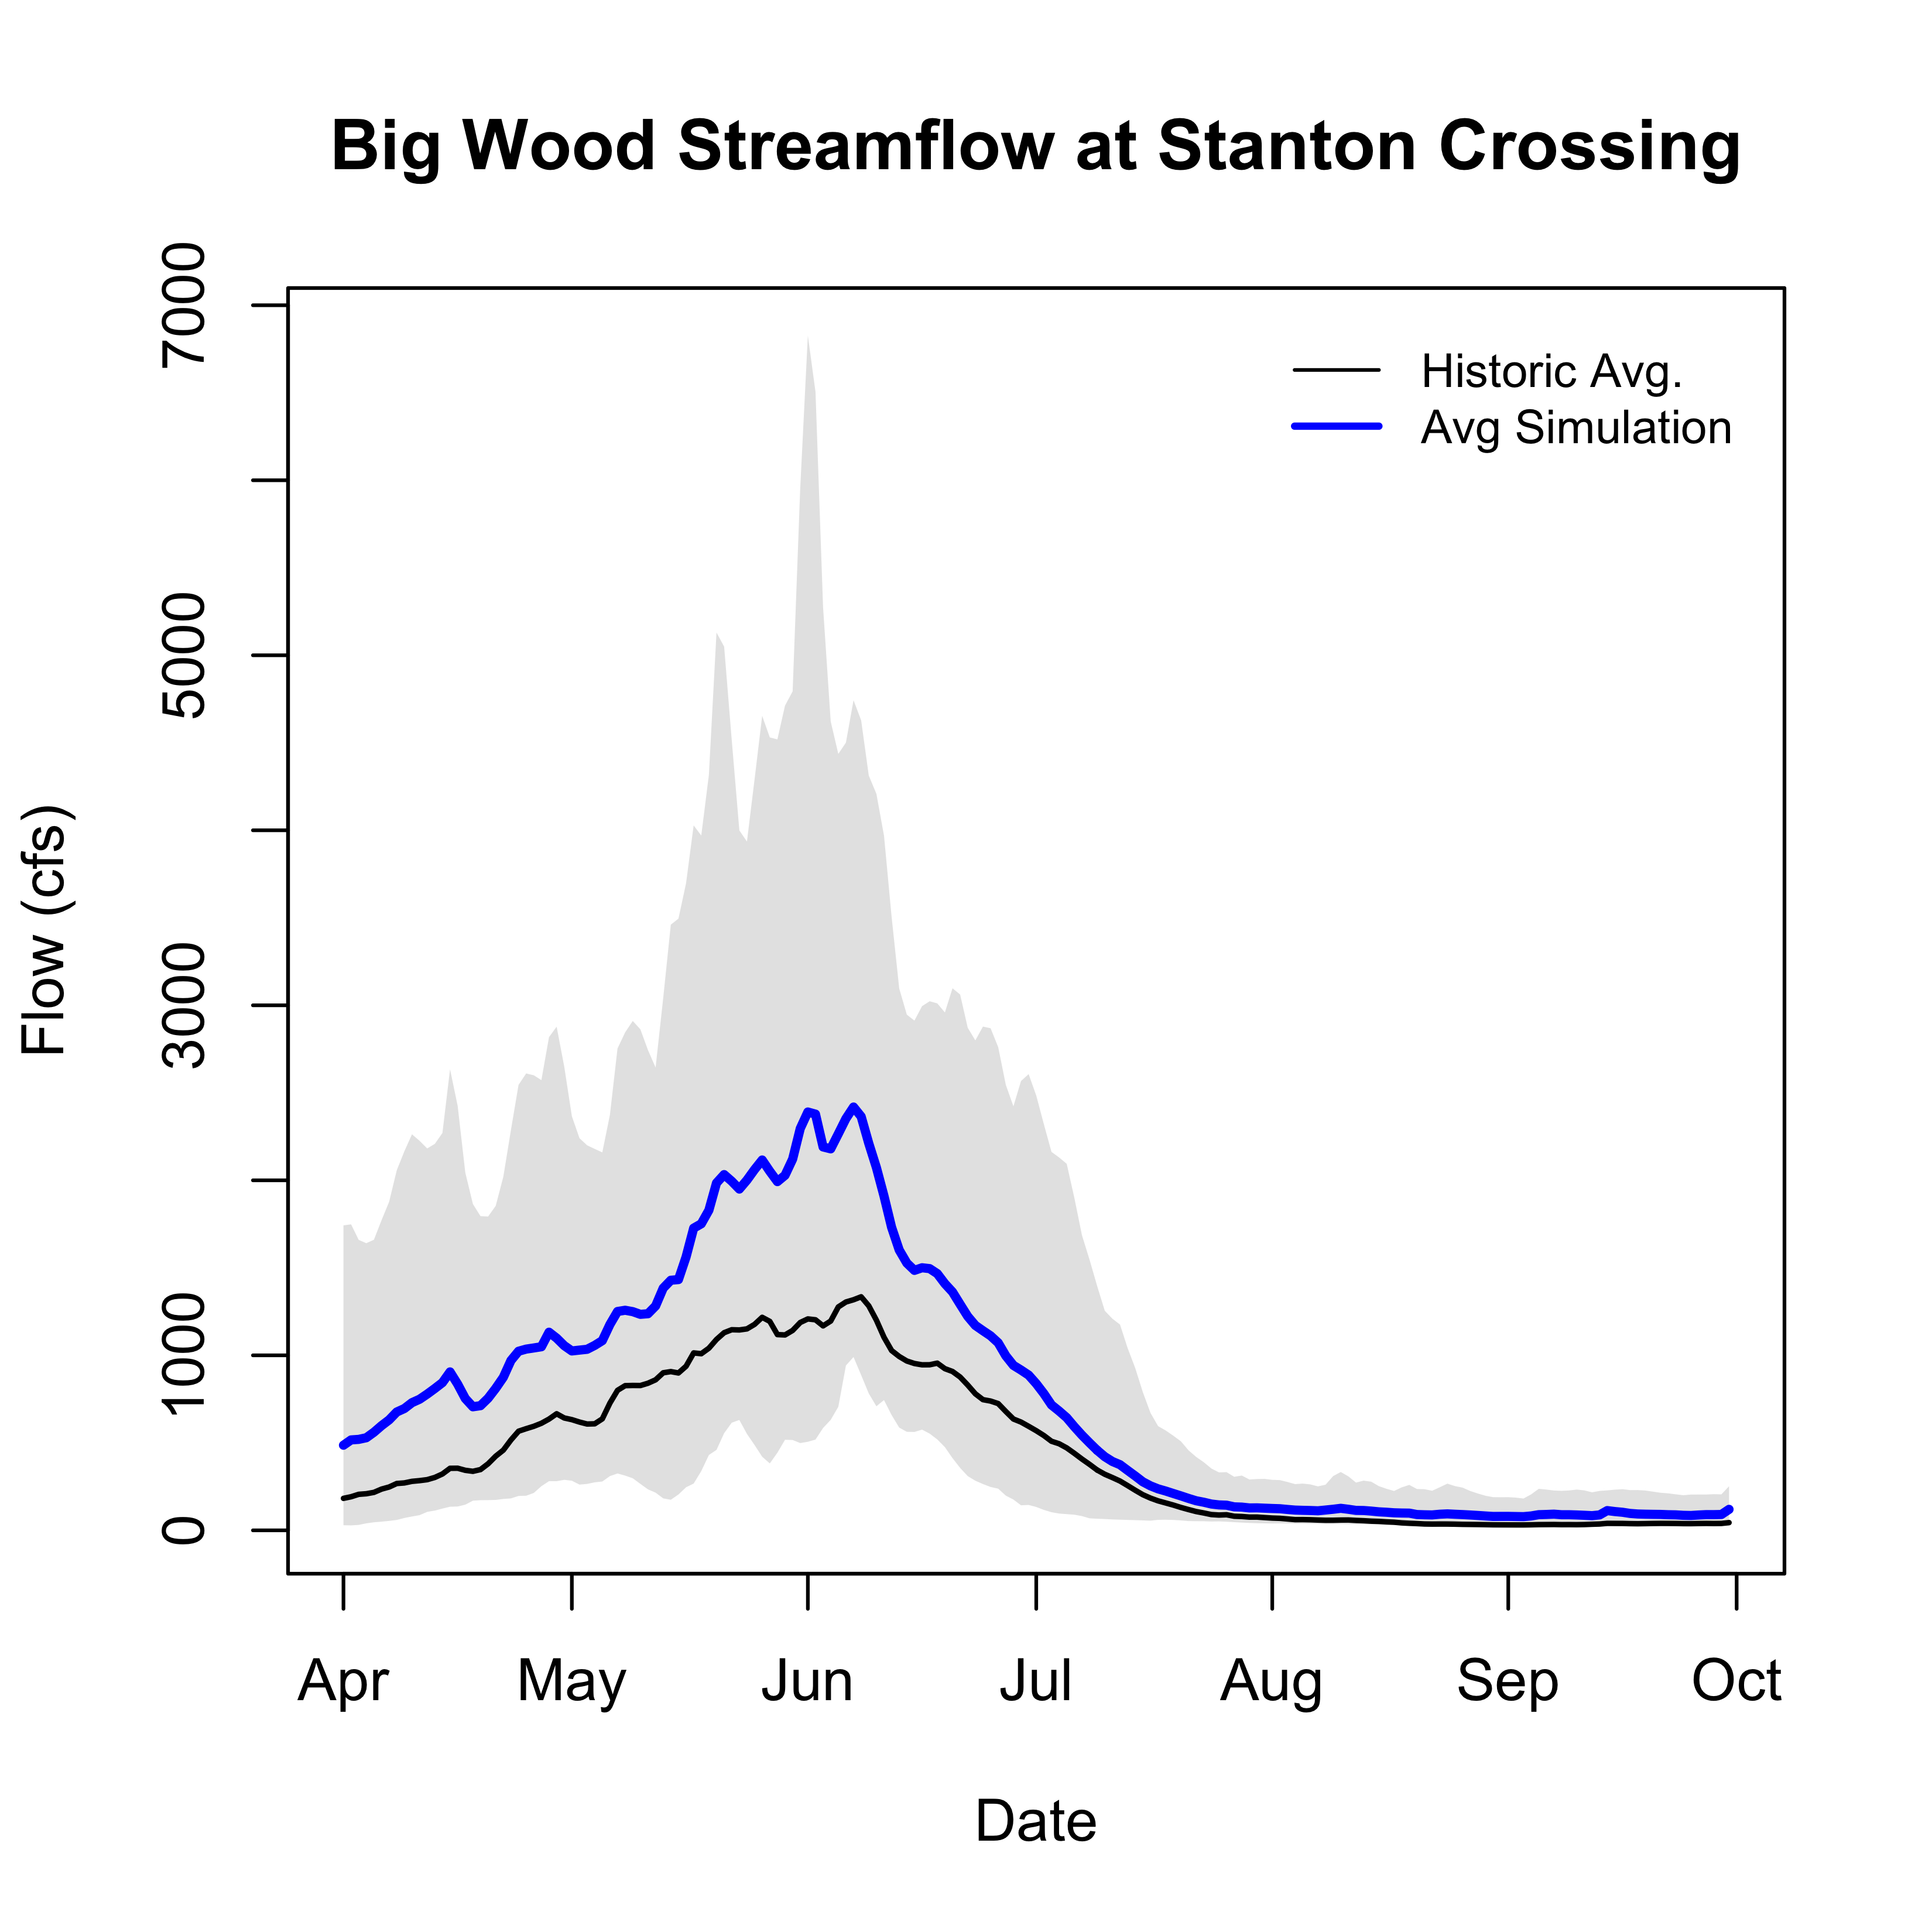 Big Wood Streamflow at Stanton Crossing
Historic Avg.
Avg Simulation
Flow (cfs)
7000
5000
3000
1000
0
Apr May Jun Jul Aug Sep Oct
Date